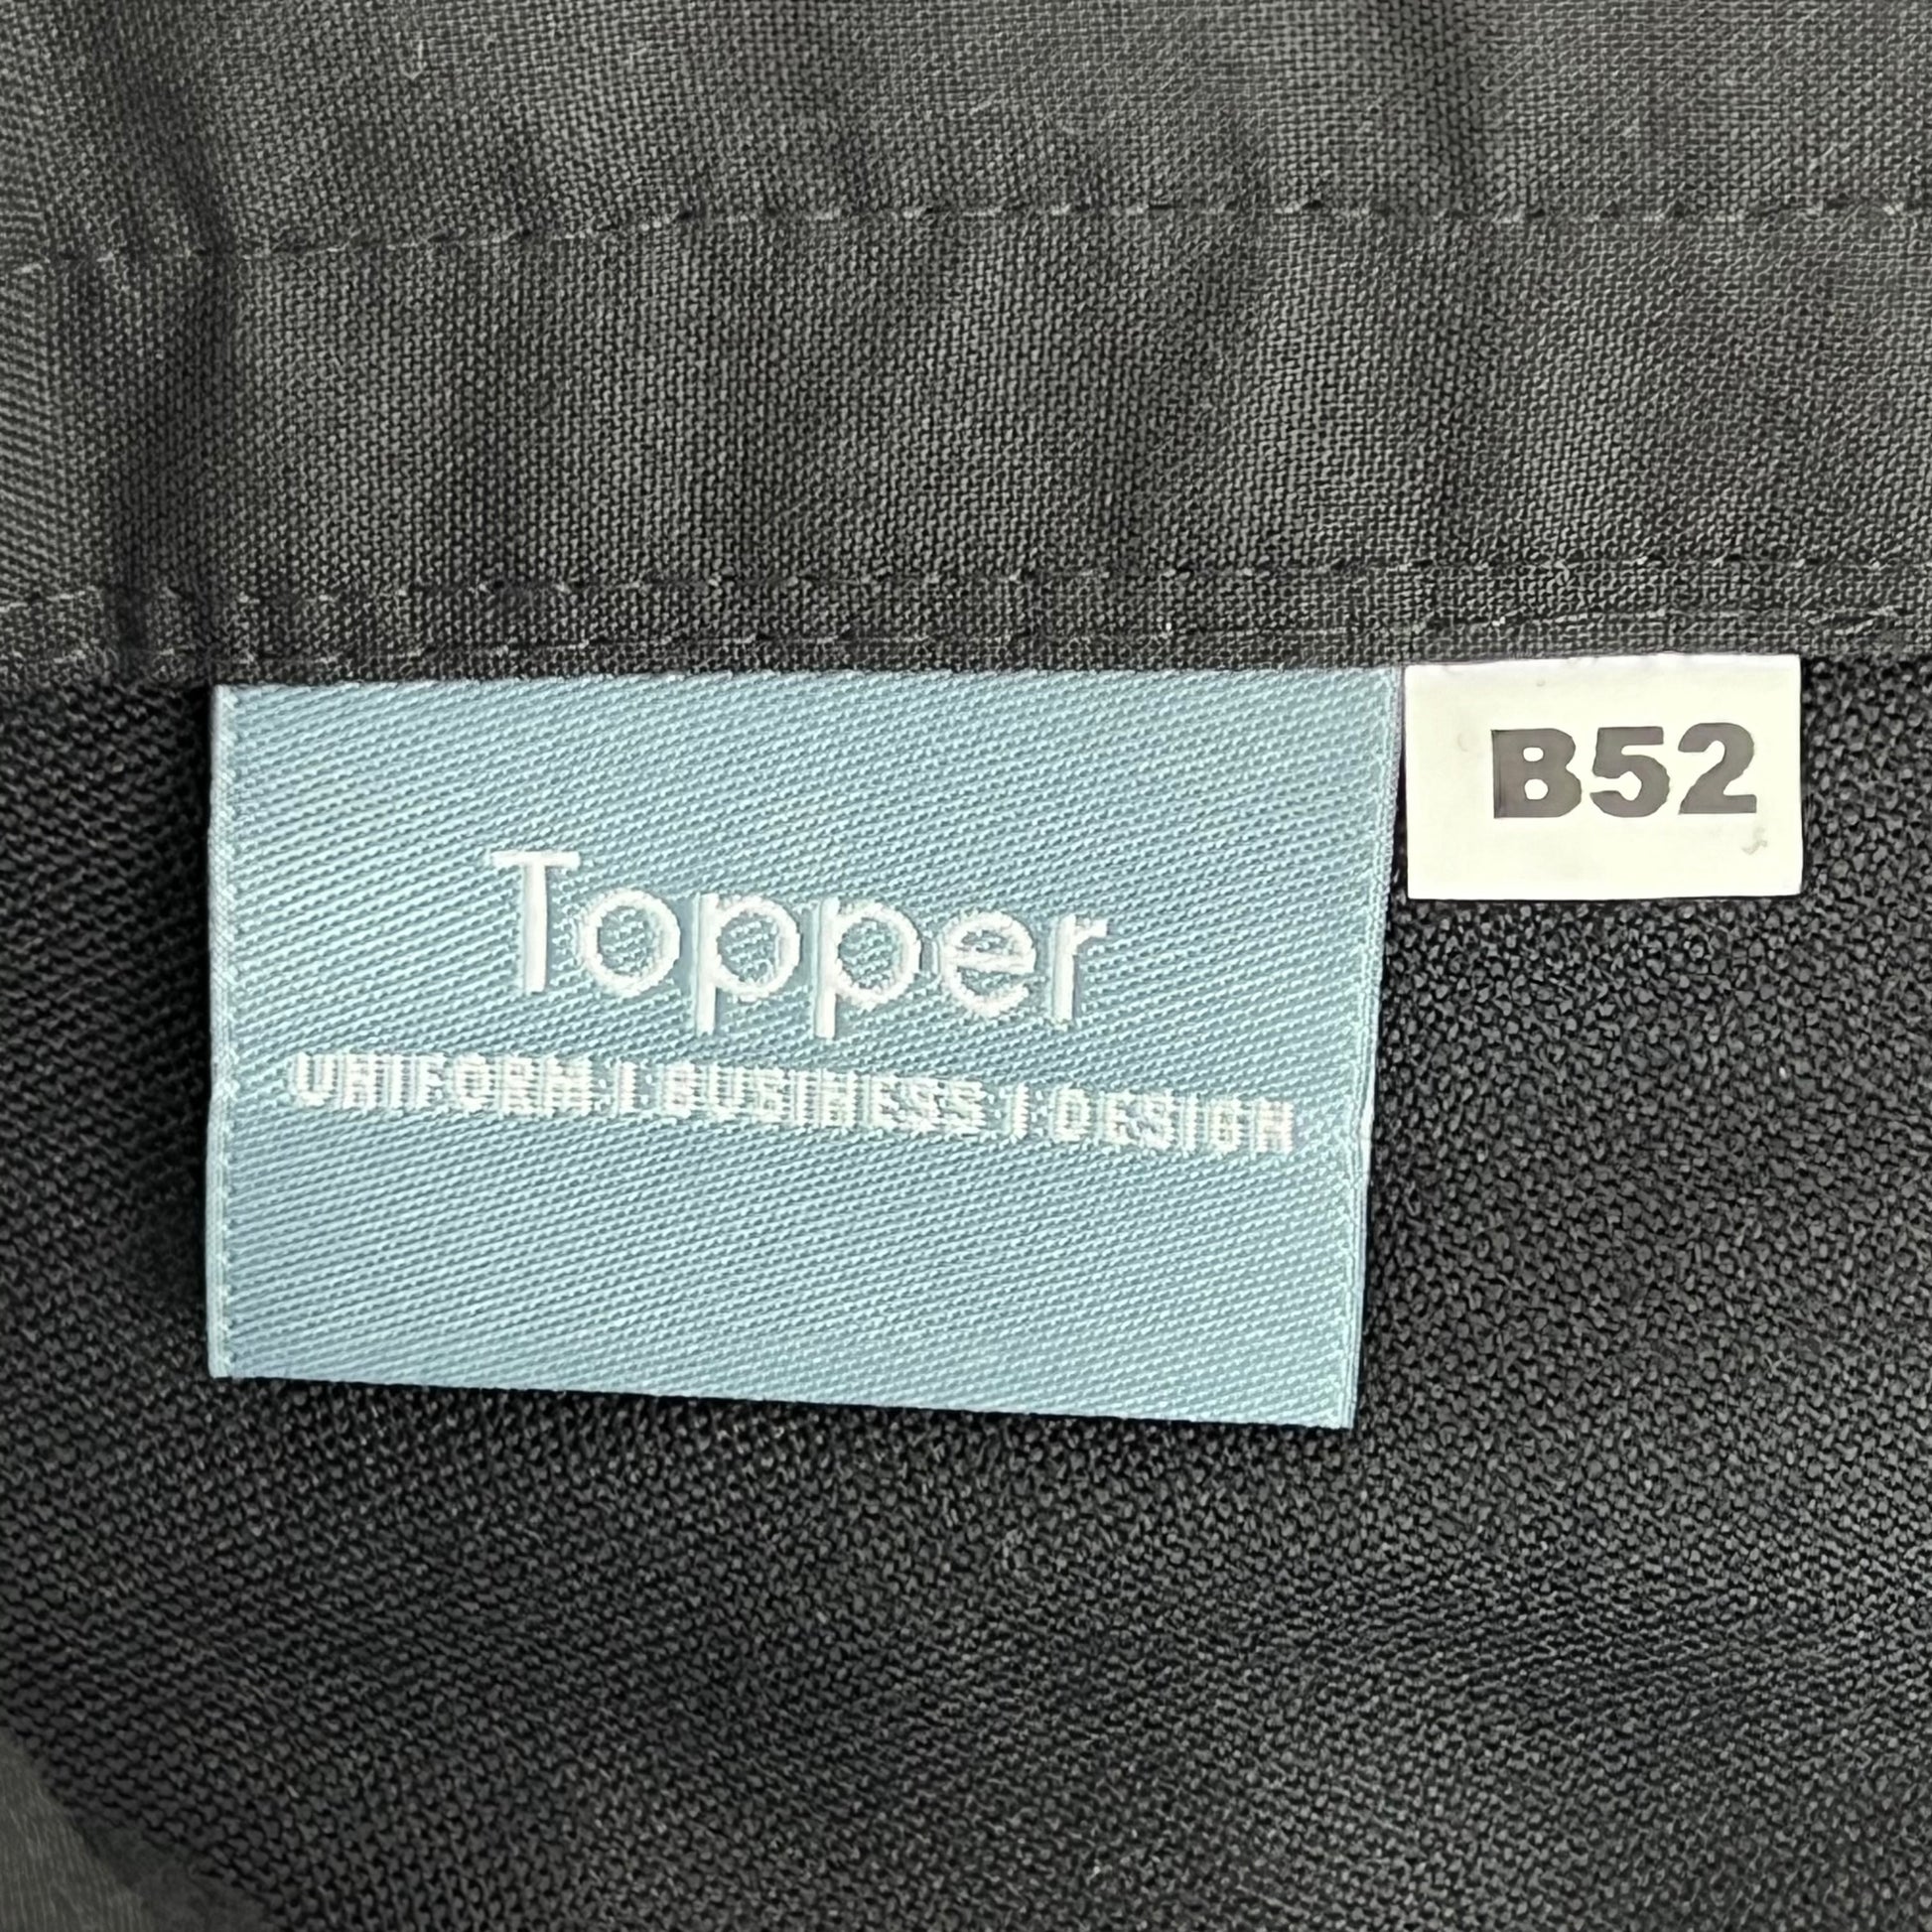 Topper
UNIFORM | BUSINESS | DESIGN
B52